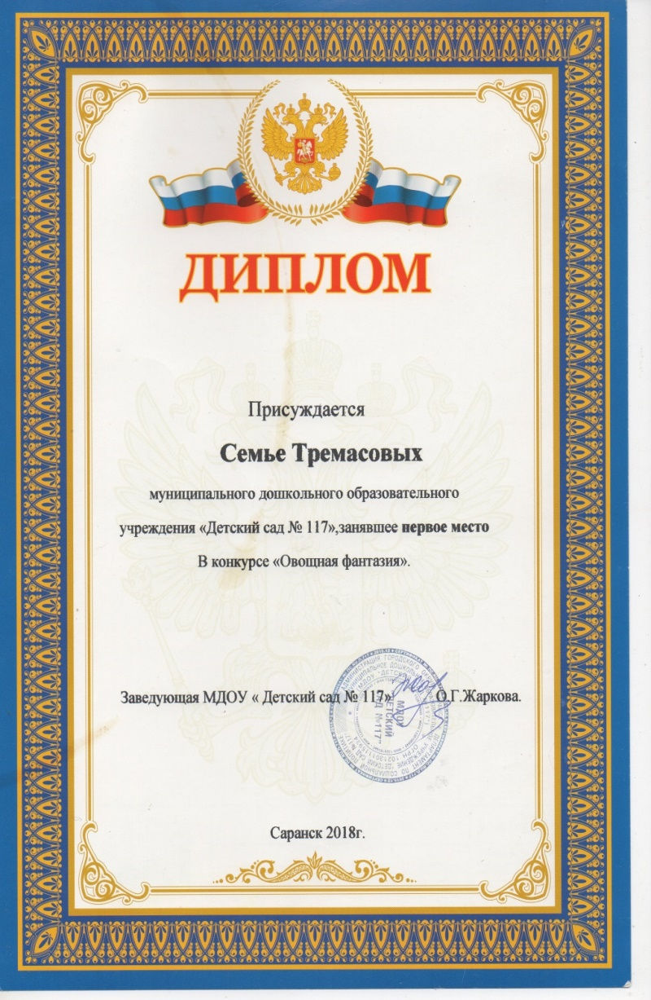 ДИПЛОМ
Присуждается
Семье Тремасовых
муниципального дошкольного образовательного
учреждения «Детский сад № 117»,занявшее первое место
В конкурсе «Овощная фантазия».
Заведующая МДОУ « Детский сад № 117» О.Г.Жаркова.
Саранск 2018г.